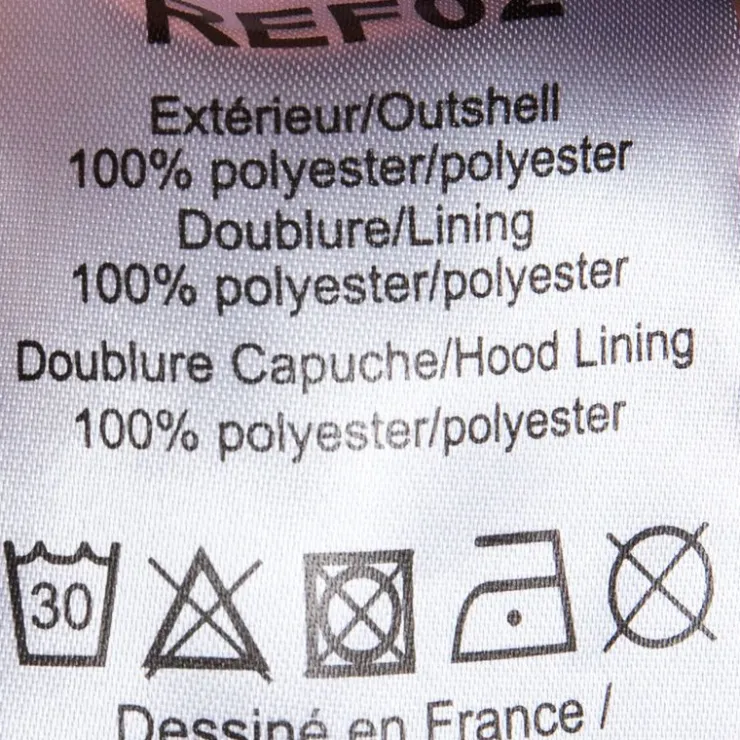 REF02
Extérieur/Outshell
100% polyester/polyester
Doublure/Lining
100% polyester/polyester
Doublure Capuche/Hood Lining
100% polyester/polyester
30
Dessiné en France /